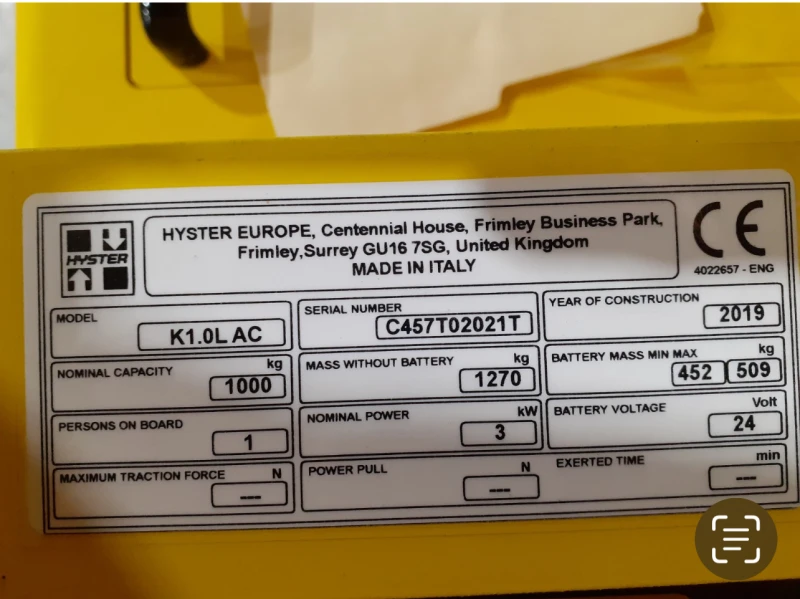 HYSTER
HYSTER EUROPE, Centennial House, Frimley Business Park,
Frimley,Surrey GU16 7SG, United Kingdom
MADE IN ITALY
CE
4022657 - ENG
MODEL
K1.0L AC
SERIAL NUMBER
C457T02021T
YEAR OF CONSTRUCTION
2019
NOMINAL CAPACITY kg
1000
MASS WITHOUT BATTERY kg
1270
BATTERY MASS MIN MAX kg
452 509
PERSONS ON BOARD
1
NOMINAL POWER kW
3
BATTERY VOLTAGE Volt
24
MAXIMUM TRACTION FORCE N
---
POWER PULL N
---
EXERTED TIME min
---